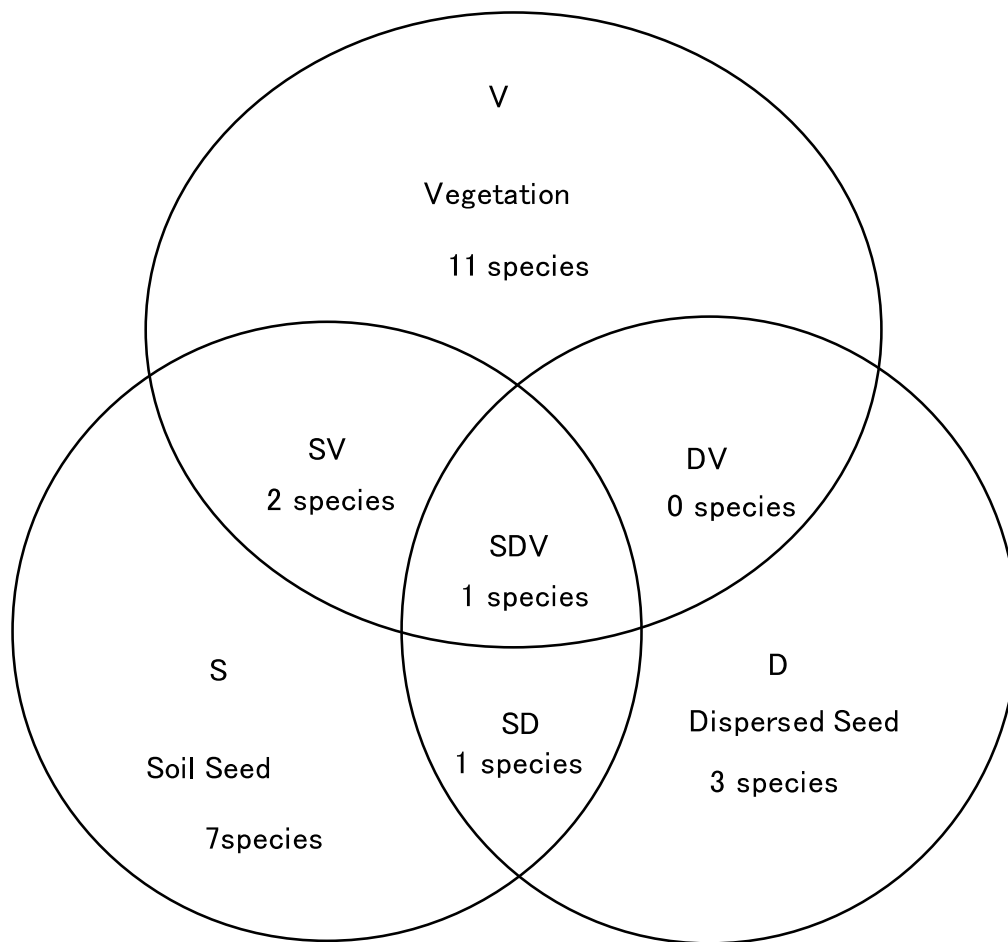 V
Vegetation
11 species
SV
2 species
DV
0 species
SDV
1 species
S
Soil Seed
7species
SD
1 species
D
Dispersed Seed
3 species